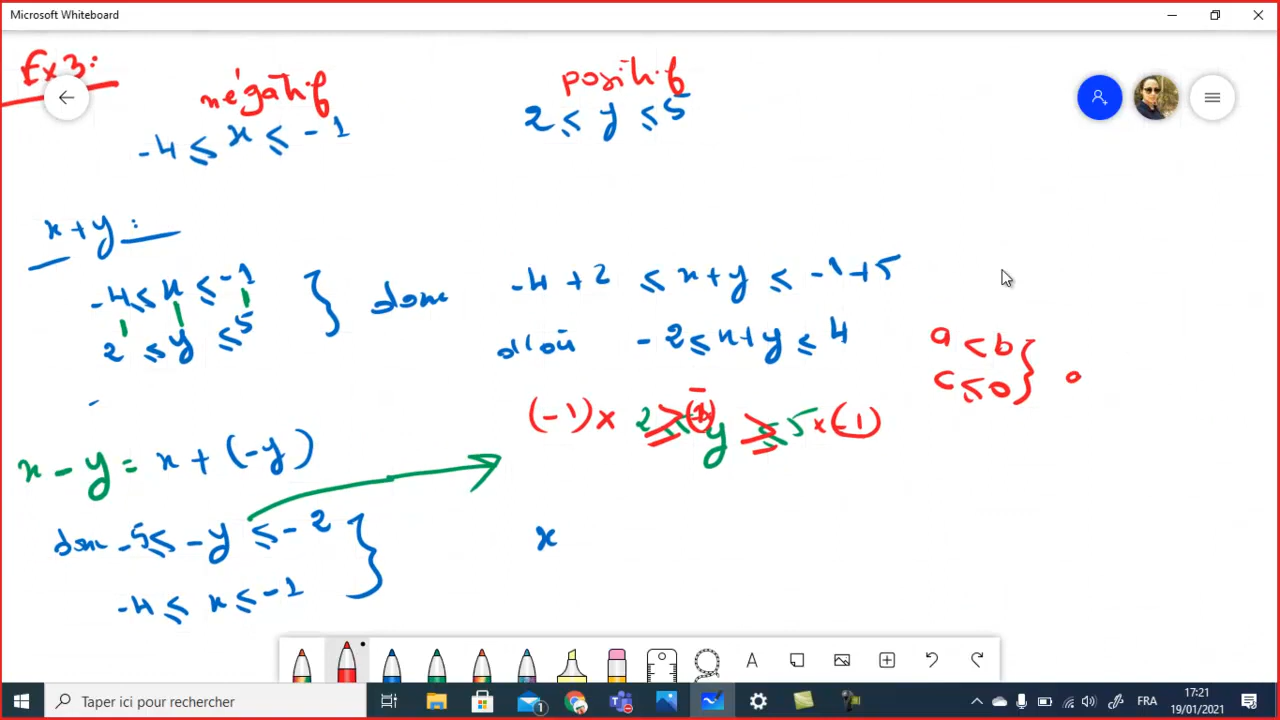 Microsoft Whiteboard
Ex3:
négatif
positif
-4 ⩽ x ⩽ -1
2 ⩽ y ⩽ 5
x+y:
-4 ⩽ x ⩽ -1
2 ⩽ y ⩽ 5
} donc
-4 + 2 ⩽ x+y ⩽ -1+5
d'où -2 ⩽ x+y ⩽ 4
a < b
c ⩽ 0 }
(-1) × 2 ⩾ (-1) y ⩾ 5 × (-1)
x - y = x + (-y)
donc -5 ⩽ -y ⩽ -2
-4 ⩽ x ⩽ -1 }
x
A
Taper ici pour rechercher
1
FRA
17:21
19/01/2021